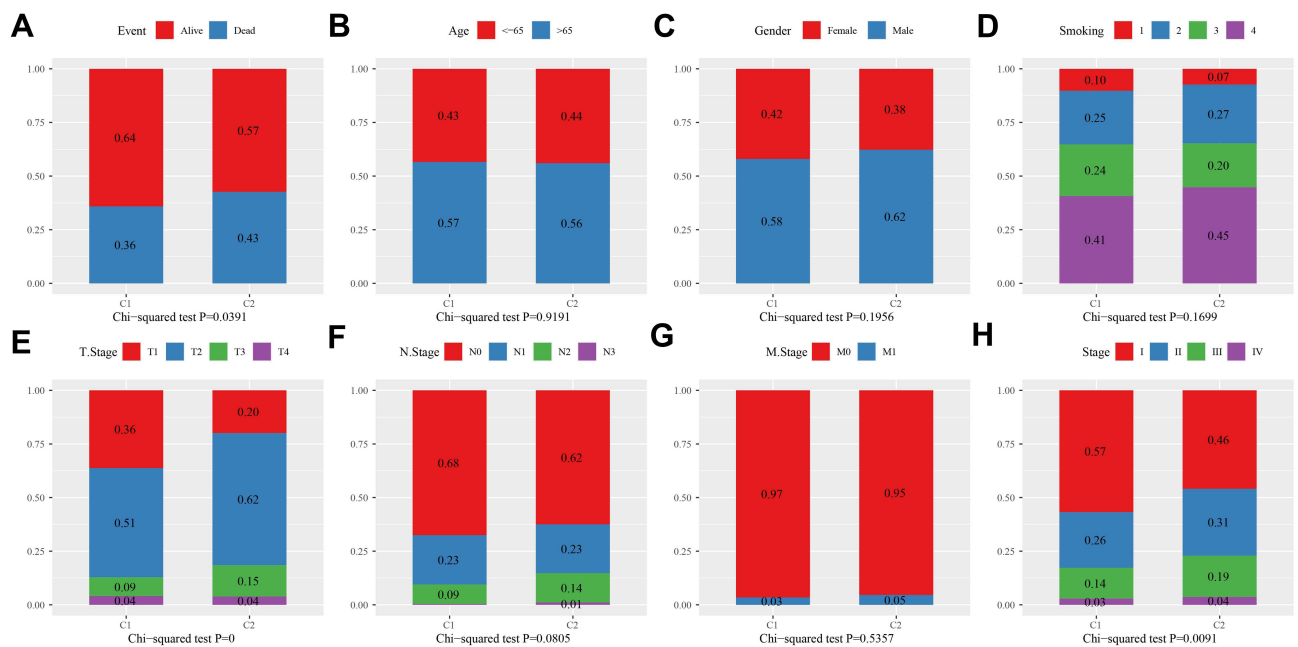 A Event Alive Dead
1.00
0.75
0.50
0.25
0.00
0.64
0.57
0.36
0.43
C1 C2
Chi−squared test P=0.0391
B Age <=65 >65
1.00
0.75
0.50
0.25
0.00
0.43
0.44
0.57
0.56
C1 C2
Chi−squared test P=0.9191
C Gender Female Male
1.00
0.75
0.50
0.25
0.00
0.42
0.38
0.58
0.62
C1 C2
Chi−squared test P=0.1956
D Smoking 1 2 3 4
1.00
0.75
0.50
0.25
0.00
0.10 0.07
0.25 0.27
0.24 0.20
0.41 0.45
C1 C2
Chi−squared test P=0.1699
E T.Stage T1 T2 T3 T4
1.00
0.75
0.50
0.25
0.00
0.36 0.20
0.51 0.62
0.09 0.15
0.04 0.04
C1 C2
Chi−squared test P=0
F N.Stage N0 N1 N2 N3
1.00
0.75
0.50
0.25
0.00
0.68 0.62
0.23 0.23
0.09 0.14
0.01
C1 C2
Chi−squared test P=0.0805
G M.Stage M0 M1
1.00
0.75
0.50
0.25
0.00
0.97 0.95
0.03 0.05
C1 C2
Chi−squared test P=0.5357
H Stage I II III IV
1.00
0.75
0.50
0.25
0.00
0.57 0.46
0.26 0.31
0.14 0.19
0.03 0.04
C1 C2
Chi−squared test P=0.0091